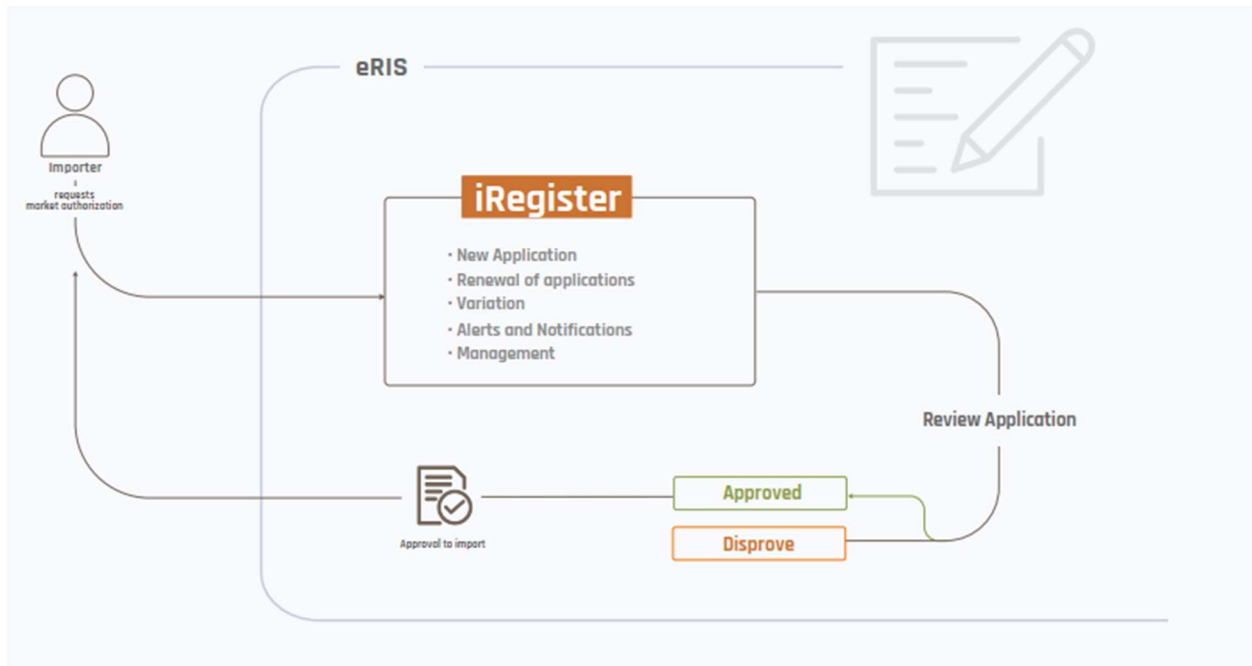 eRIS
Importer
requests
market authorization
iRegister
• New Application
• Renewal of applications
• Variation
• Alerts and Notifications
• Management
Review Application
Approved
Disprove
Approval to import